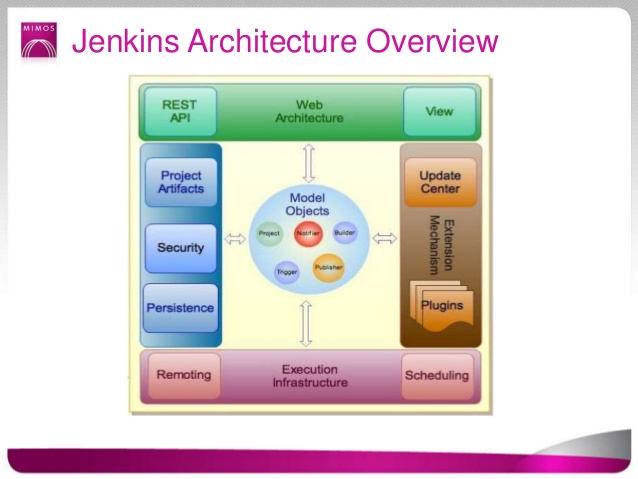 MIMOS
Jenkins Architecture Overview
REST
API
Web
Architecture
View
Project
Artifacts
Security
Persistence
Model
Objects
Project
Notifier
Builder
Trigger
Publisher
Update
Center
Extension
Mechanism
Plugins
Remoting
Execution
Infrastructure
Scheduling